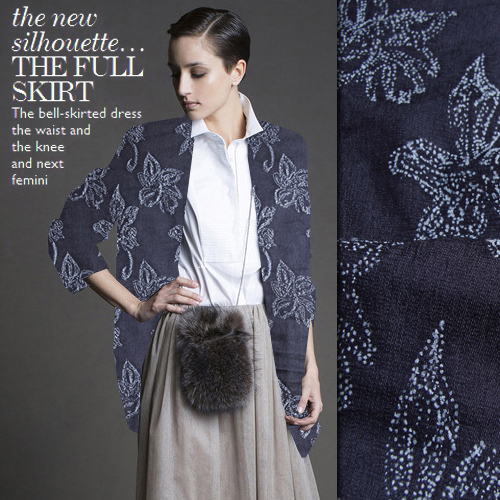 the new
silhouette...
THE FULL
SKIRT
The bell-skirted dress
the waist and
the knee
and next
femini